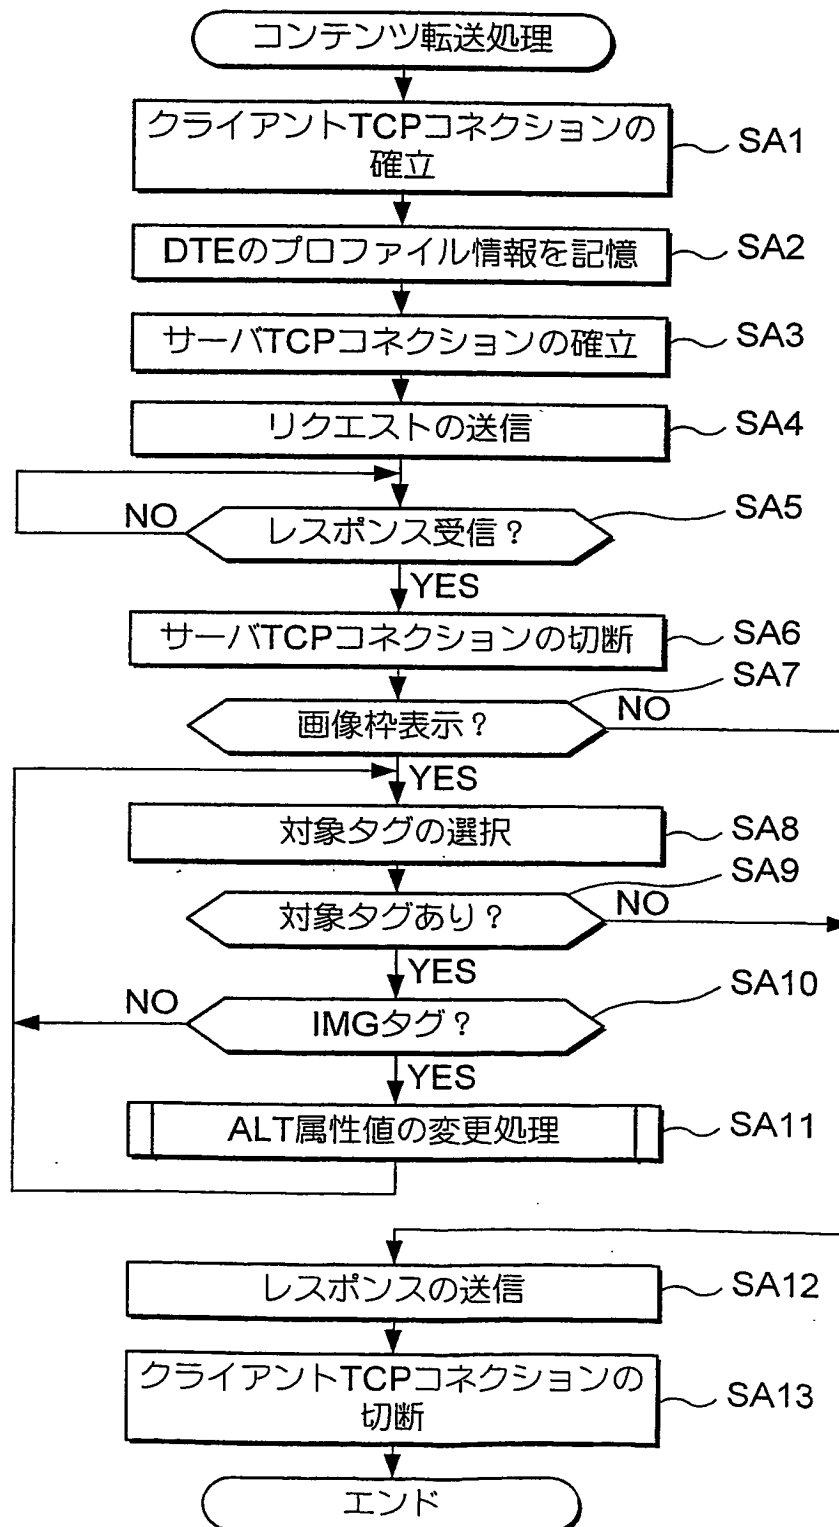 コンテンツ転送処理
クライアントTCPコネクションの
確立
SA1
DTEのプロファイル情報を記憶
SA2
サーバTCPコネクションの確立
SA3
リクエストの送信
SA4
NO
レスポンス受信？
SA5
YES
サーバTCPコネクションの切断
SA6
SA7
画像枠表示？
NO
YES
対象タグの選択
SA8
SA9
対象タグあり？
NO
YES
SA10
NO
IMGタグ？
YES
ALT属性値の変更処理
SA11
レスポンスの送信
SA12
クライアントTCPコネクションの
切断
SA13
エンド